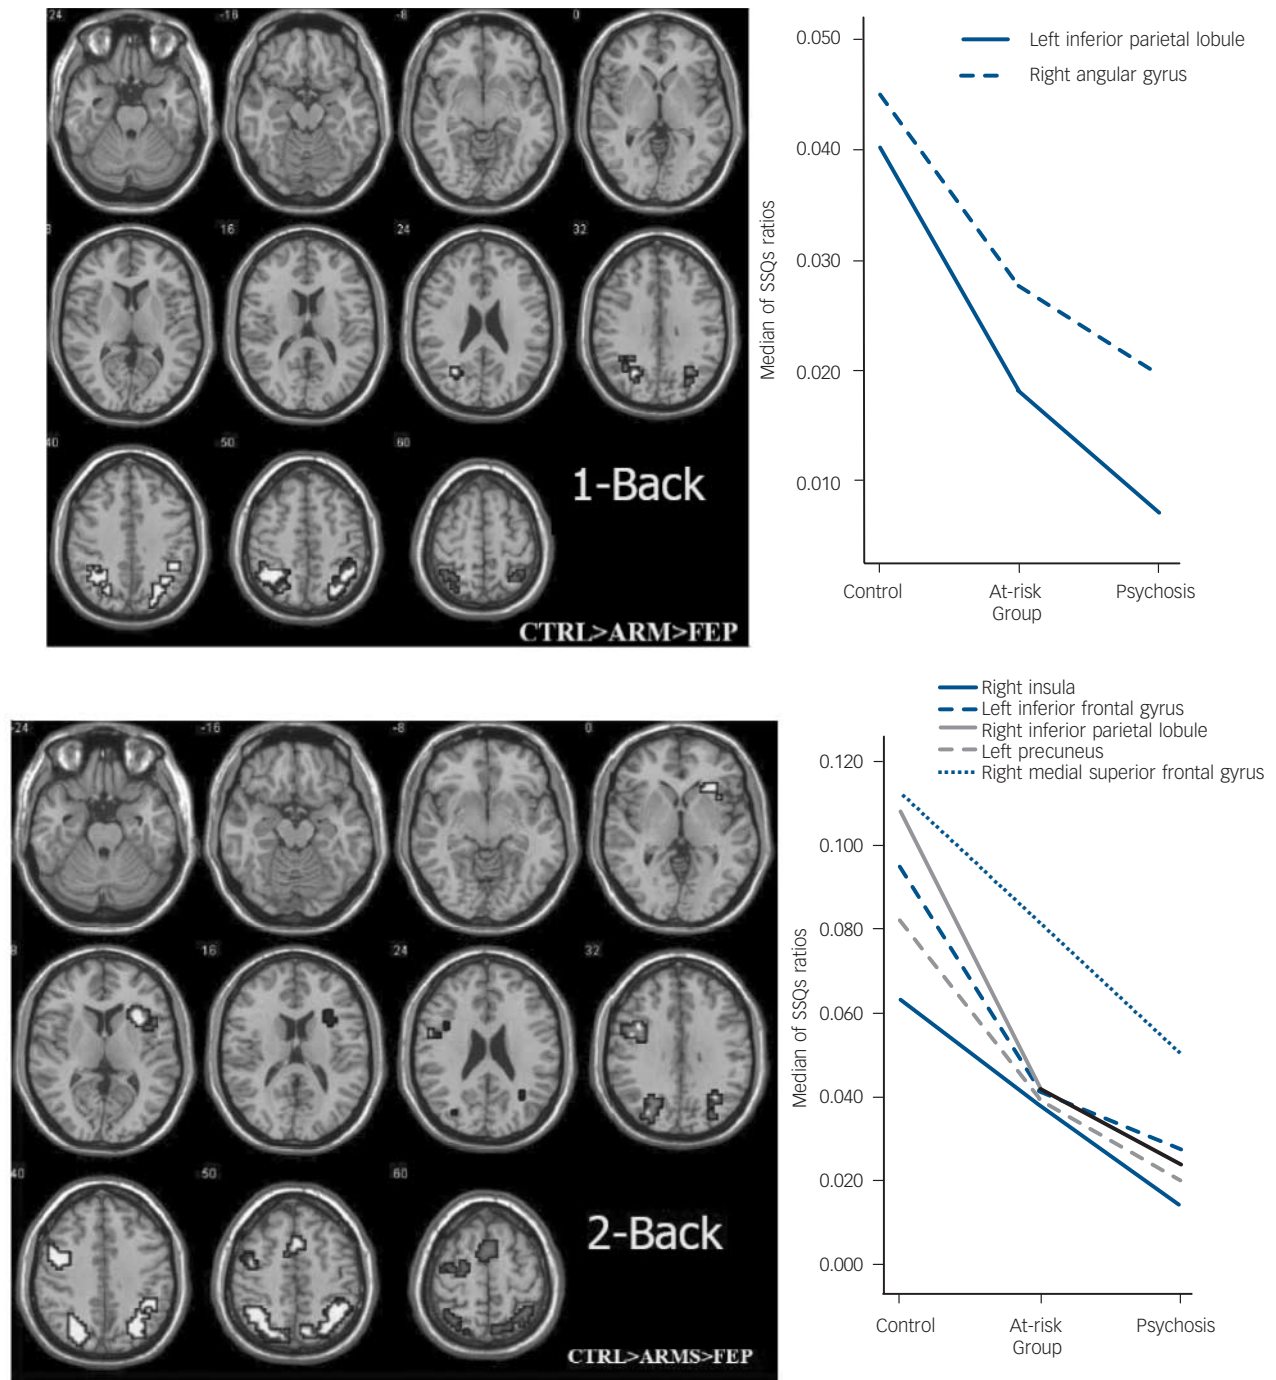 24
-16
-8
0
8
16
24
32
40
50
60
1-Back
CTRL>ARM>FEP
Left inferior parietal lobule
Right angular gyrus
Median of SSQs ratios
0.050
0.040
0.030
0.020
0.010
Control
At-risk
Group
Psychosis
-24
-16
-8
0
8
16
24
32
40
50
60
2-Back
CTRL>ARMS>FEP
Right insula
Left inferior frontal gyrus
Right inferior parietal lobule
Left precuneus
Right medial superior frontal gyrus
Median of SSQs ratios
0.120
0.100
0.080
0.060
0.040
0.020
0.000
Control
At-risk
Group
Psychosis